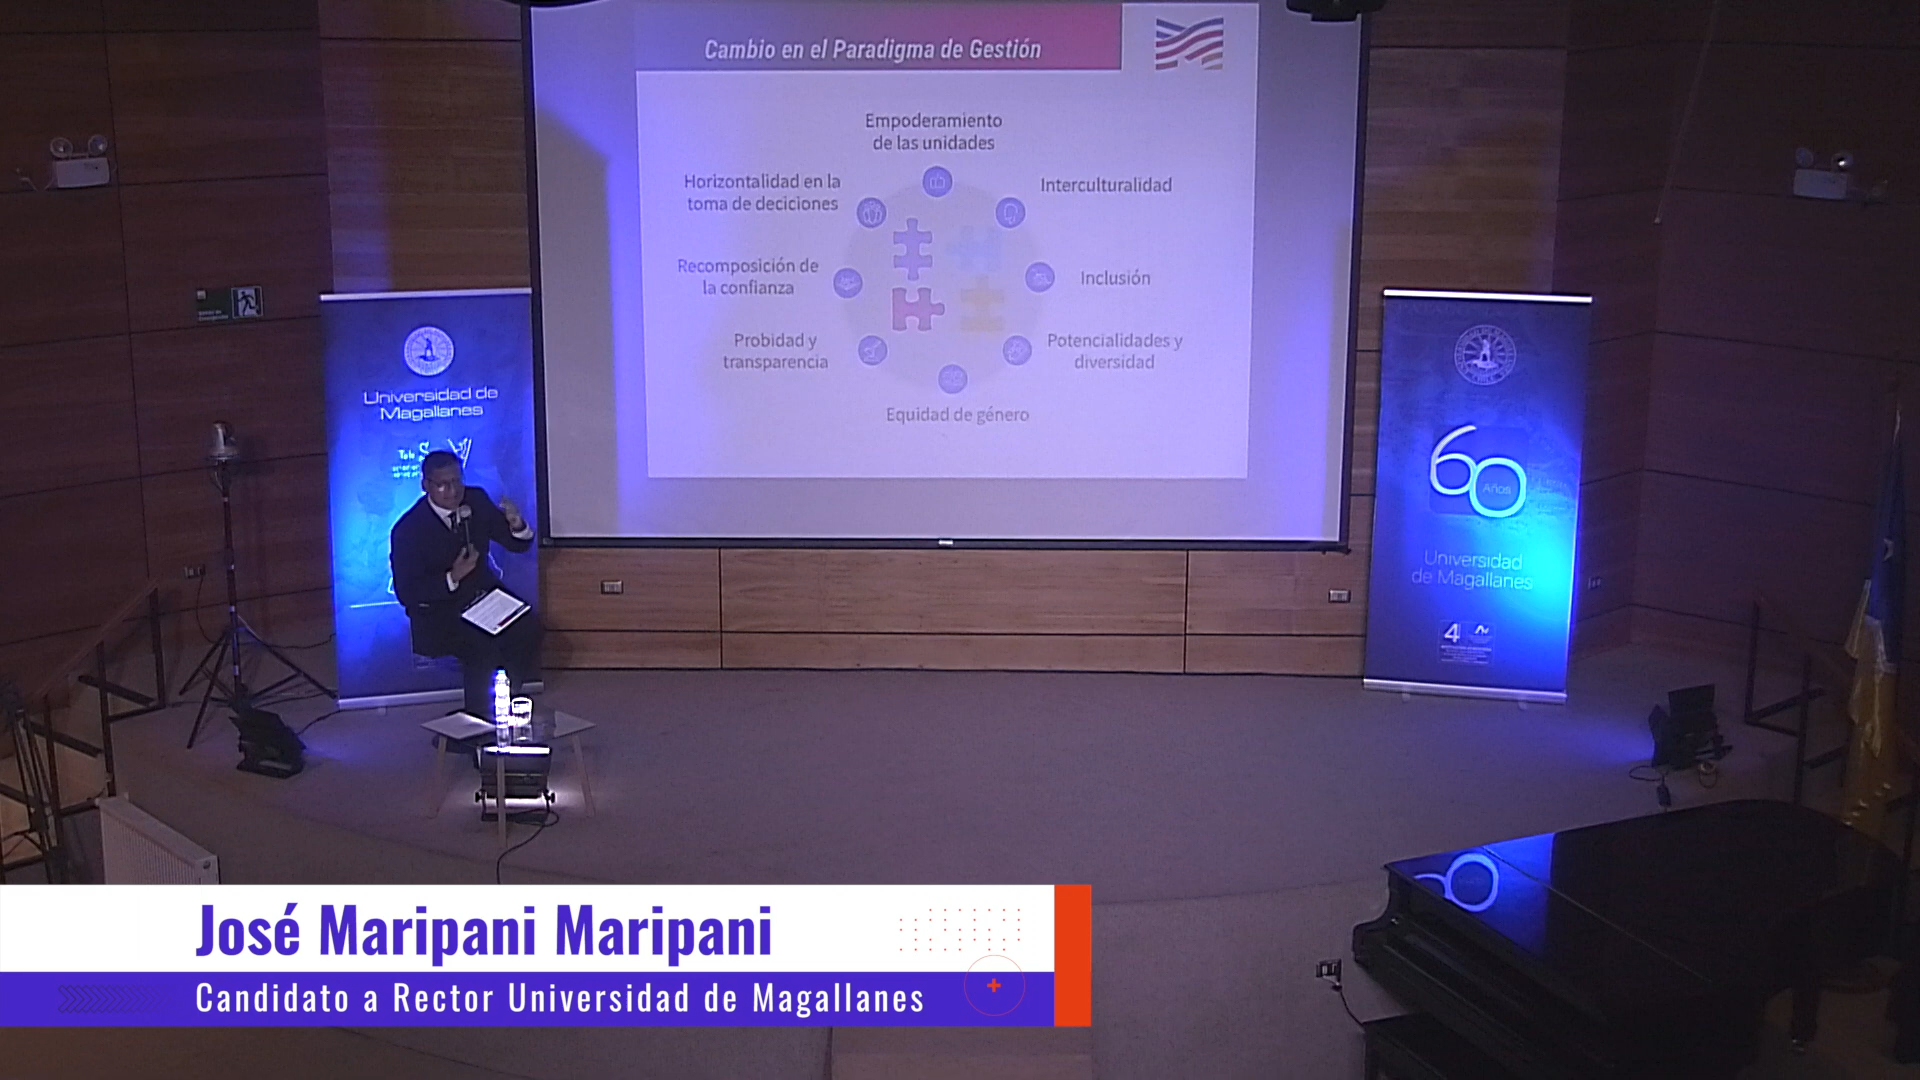 Cambio en el Paradigma de Gestión
Empoderamiento
de las unidades
Horizontalidad en la
toma de deciciones
Interculturalidad
Recomposición de
la confianza
Inclusión
Probidad y
transparencia
Potencialidades y
diversidad
Equidad de género
Universidad de
Magallanes
60
Años
Universidad
de Magallanes
4
José Maripani Maripani
Candidato a Rector Universidad de Magallanes